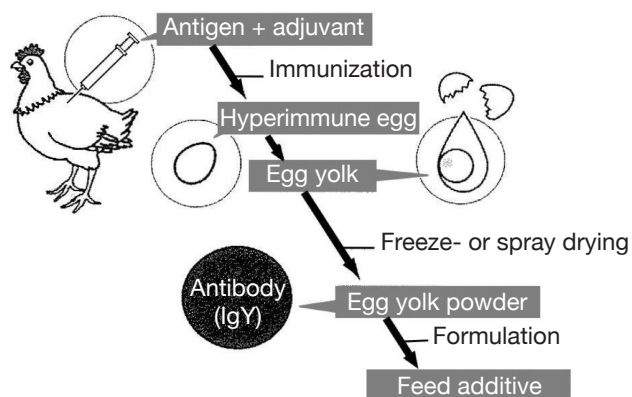 Antigen + adjuvant
Immunization
Hyperimmune egg
Egg yolk
Freeze- or spray drying
Antibody
(IgY)
Egg yolk powder
Formulation
Feed additive